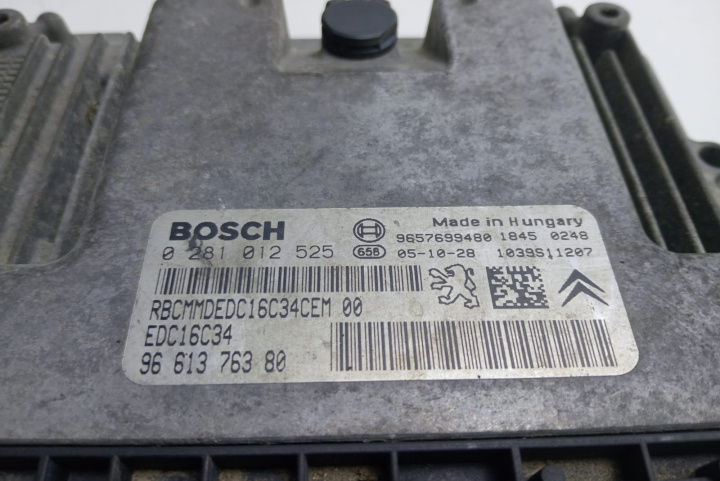 BOSCH
Made in Hungary
9657699480 1845 0248
0 281 012 525
656 05-10-28 1039S11207
RBCMMDEDC16C34CEM 00
EDC16C34
96 613 763 80